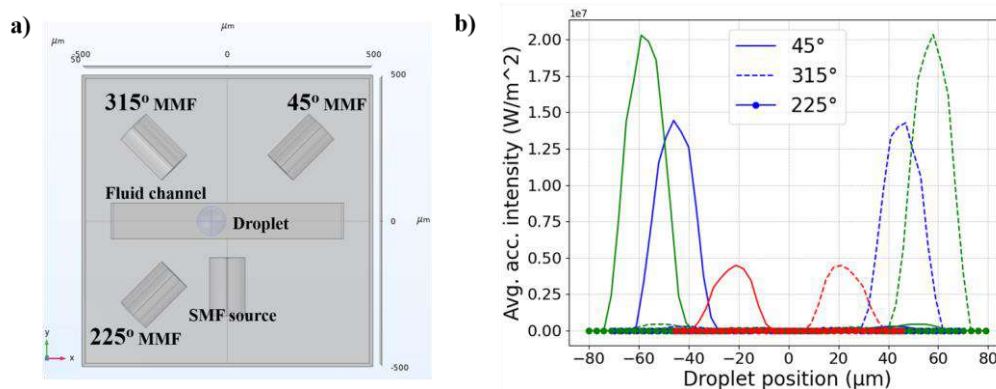 a)
μm
μm
-500
0
500
μm
50
500
315° MMF
45° MMF
Fluid channel
Droplet
0
225° MMF
SMF source
-500
y
x
b)
1e7
2.00
1.75
1.50
1.25
1.00
0.75
0.50
0.25
0.00
Avg. acc. intensity (W/m^2)
45°
315°
225°
−80
−60
−40
−20
0
20
40
60
80
Droplet position (μm)